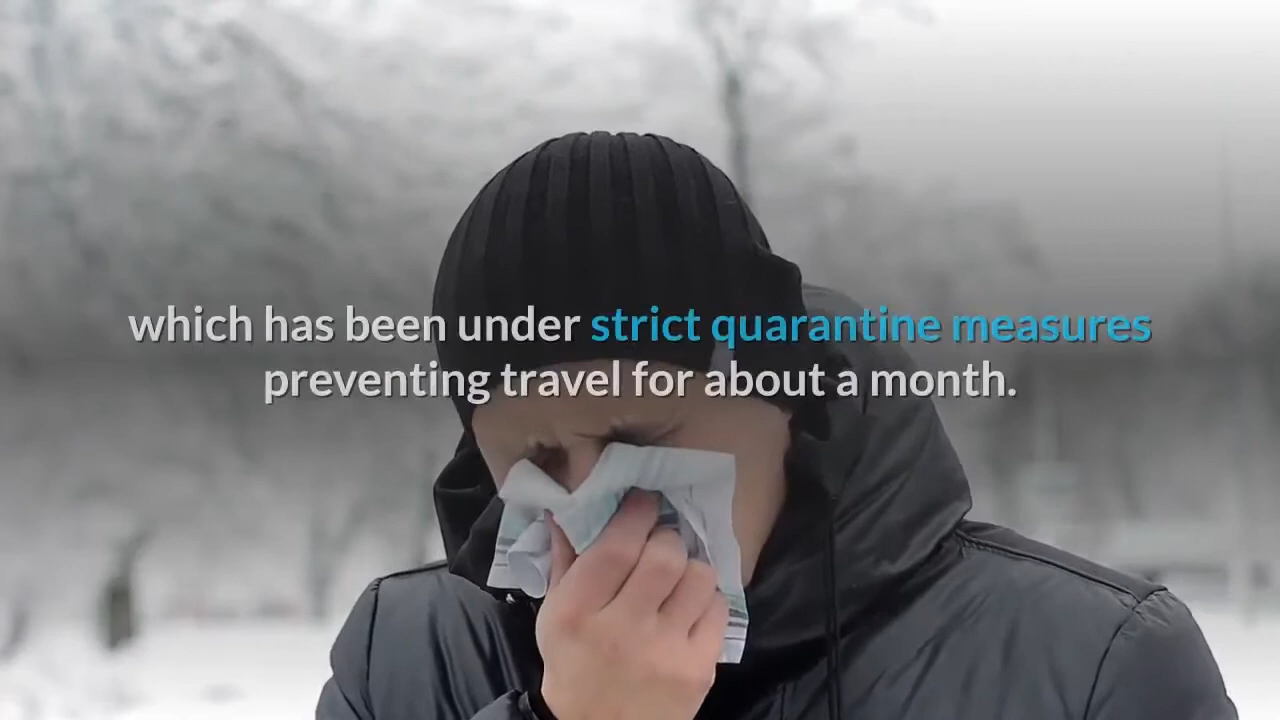 which has been under strict quarantine measures
preventing travel for about a month.